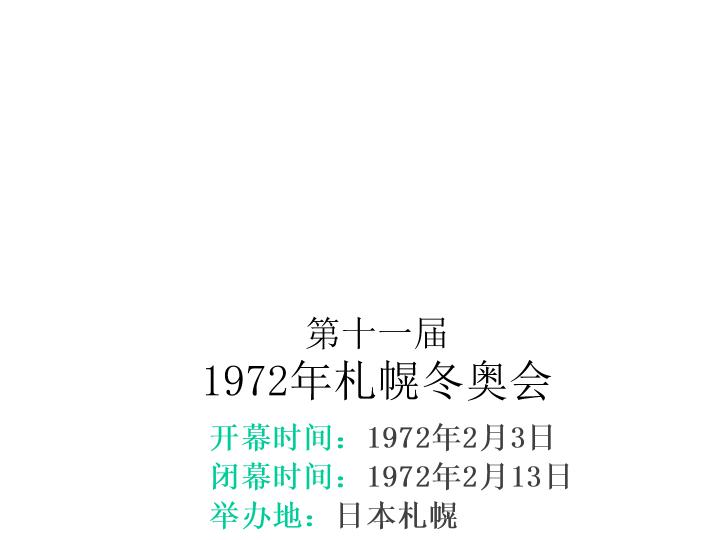 第十一届
1972年札幌冬奥会
开幕时间：1972年2月3日
闭幕时间：1972年2月13日
举办地：日本札幌